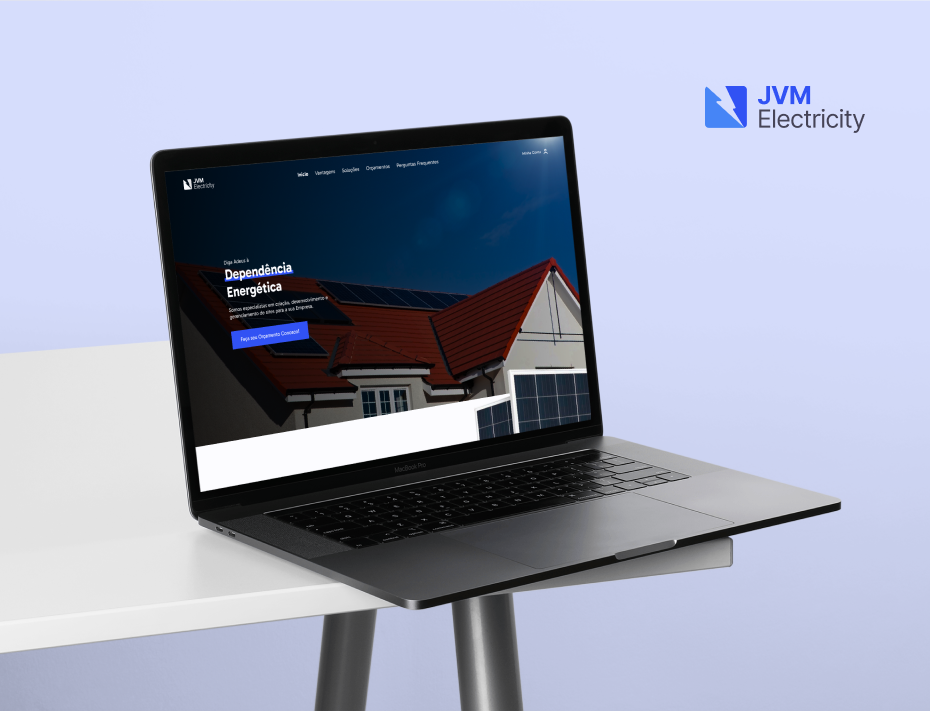 JVM
Electricity
JVM
Electricity
Início Vantagens Soluções Orçamentos Perguntas Frequentes
Minha Conta
Diga Adeus à
Dependência
Energética
Somos especialistas em criação, desenvolvimento e
gerenciamento de sites para a sua Empresa.
Faça seu Orçamento Conosco!
MacBook Pro